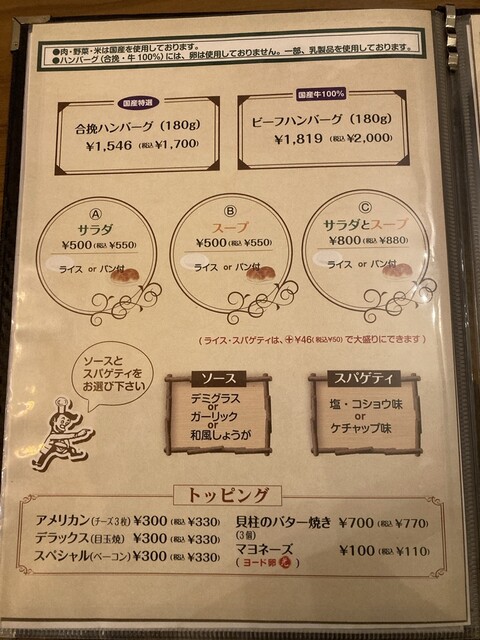 ●肉・野菜・米は国産を使用しております。
●ハンバーグ(合挽・牛100%)には、卵は使用しておりません。一部、乳製品を使用しております。
国産特選
合挽ハンバーグ(180g)
¥1,546 (税込¥1,700)
国産牛100%
ビーフハンバーグ(180g)
¥1,819 (税込¥2,000)
A
サラダ
¥500(税込¥550)
ライス or パン付
B
スープ
¥500(税込¥550)
ライス or パン付
C
サラダとスープ
¥800(税込¥880)
ライス or パン付
(ライス・スパゲティは、+¥46(税込¥50)で大盛りにできます)
ソースと
スパゲティを
お選び下さい
ソース
デミグラス
or
ガーリック
or
和風しょうが
スパゲティ
塩・コショウ味
or
ケチャップ味
トッピング
アメリカン(チーズ3枚) ¥300 (税込¥330)
デラックス(目玉焼) ¥300 (税込¥330)
スペシャル(ベーコン) ¥300 (税込¥330)
貝柱のバター焼き ¥700 (税込¥770)
(3個)
マヨネーズ ¥100 (税込¥110)
(ヨード卵 光)